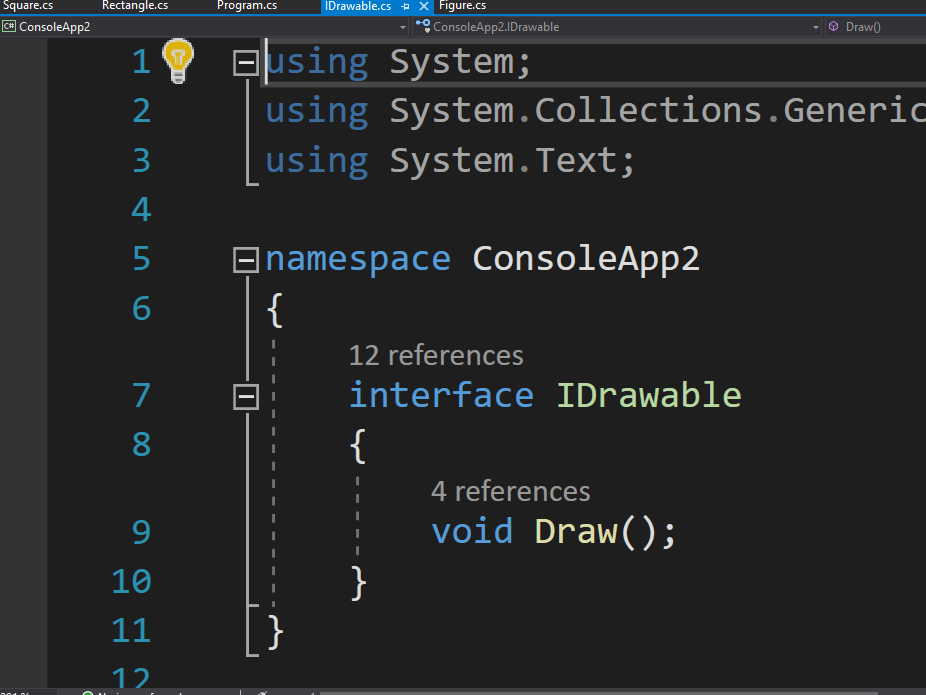 Square.cs Rectangle.cs Program.cs IDrawable.cs Figure.cs
C# ConsoleApp2 ConsoleApp2.IDrawable Draw()
1 using System;
2 using System.Collections.Generic
3 using System.Text;
4
5 namespace ConsoleApp2
6 {
12 references
7 interface IDrawable
8 {
4 references
9 void Draw();
10 }
11 }
12